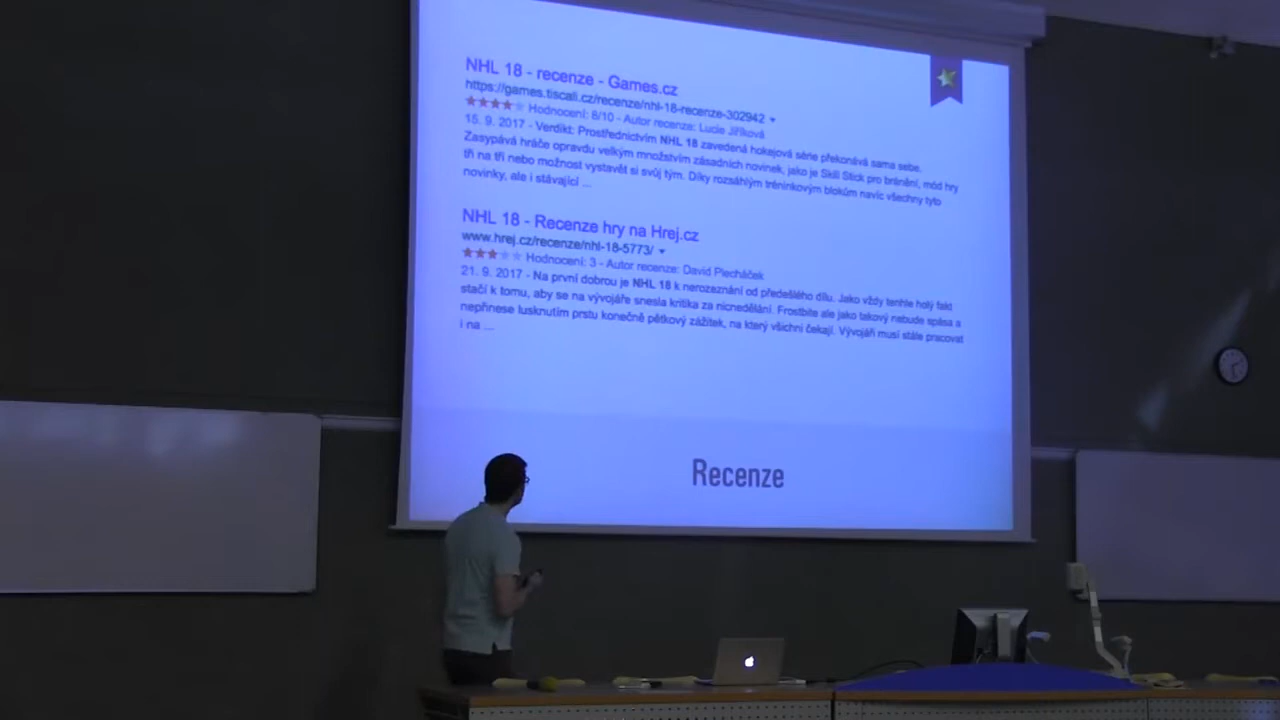 NHL 18 - recenze - Games.cz
https://games.tiscali.cz/recenze/nhl-18-recenze-302942
Hodnocení: 8/10 - Autor recenze: Lucie Jiříková
15. 9. 2017 - Verdikt: Prostřednictvím NHL 18 zavedená hokejová série překonává sama sebe.
Zasypává hráče opravdu velkým množstvím zásadních novinek, jako je Skill Stick pro bránění, mód hry
tři na tři nebo možnost vystavět si svůj tým. Díky rozsáhlým tréninkovým blokům navíc všechny tyto
novinky, ale i stávající ...
NHL 18 - Recenze hry na Hrej.cz
www.hrej.cz/recenze/nhl-18-5773/
Hodnocení: 3 - Autor recenze: David Plecháček
21. 9. 2017 - Na první dobrou je NHL 18 k nerozeznání od předešlého dílu. Jako vždy tenhle holý fakt
stačí k tomu, aby se na vývojáře snesla kritika za nicnedělání. Frostbite ale jako takový nebude spása a
nepřinese lusknutím prstu konečně pětkový zážitek, na který všichni čekají. Vývojáři musí stále pracovat
i na ...
Recenze